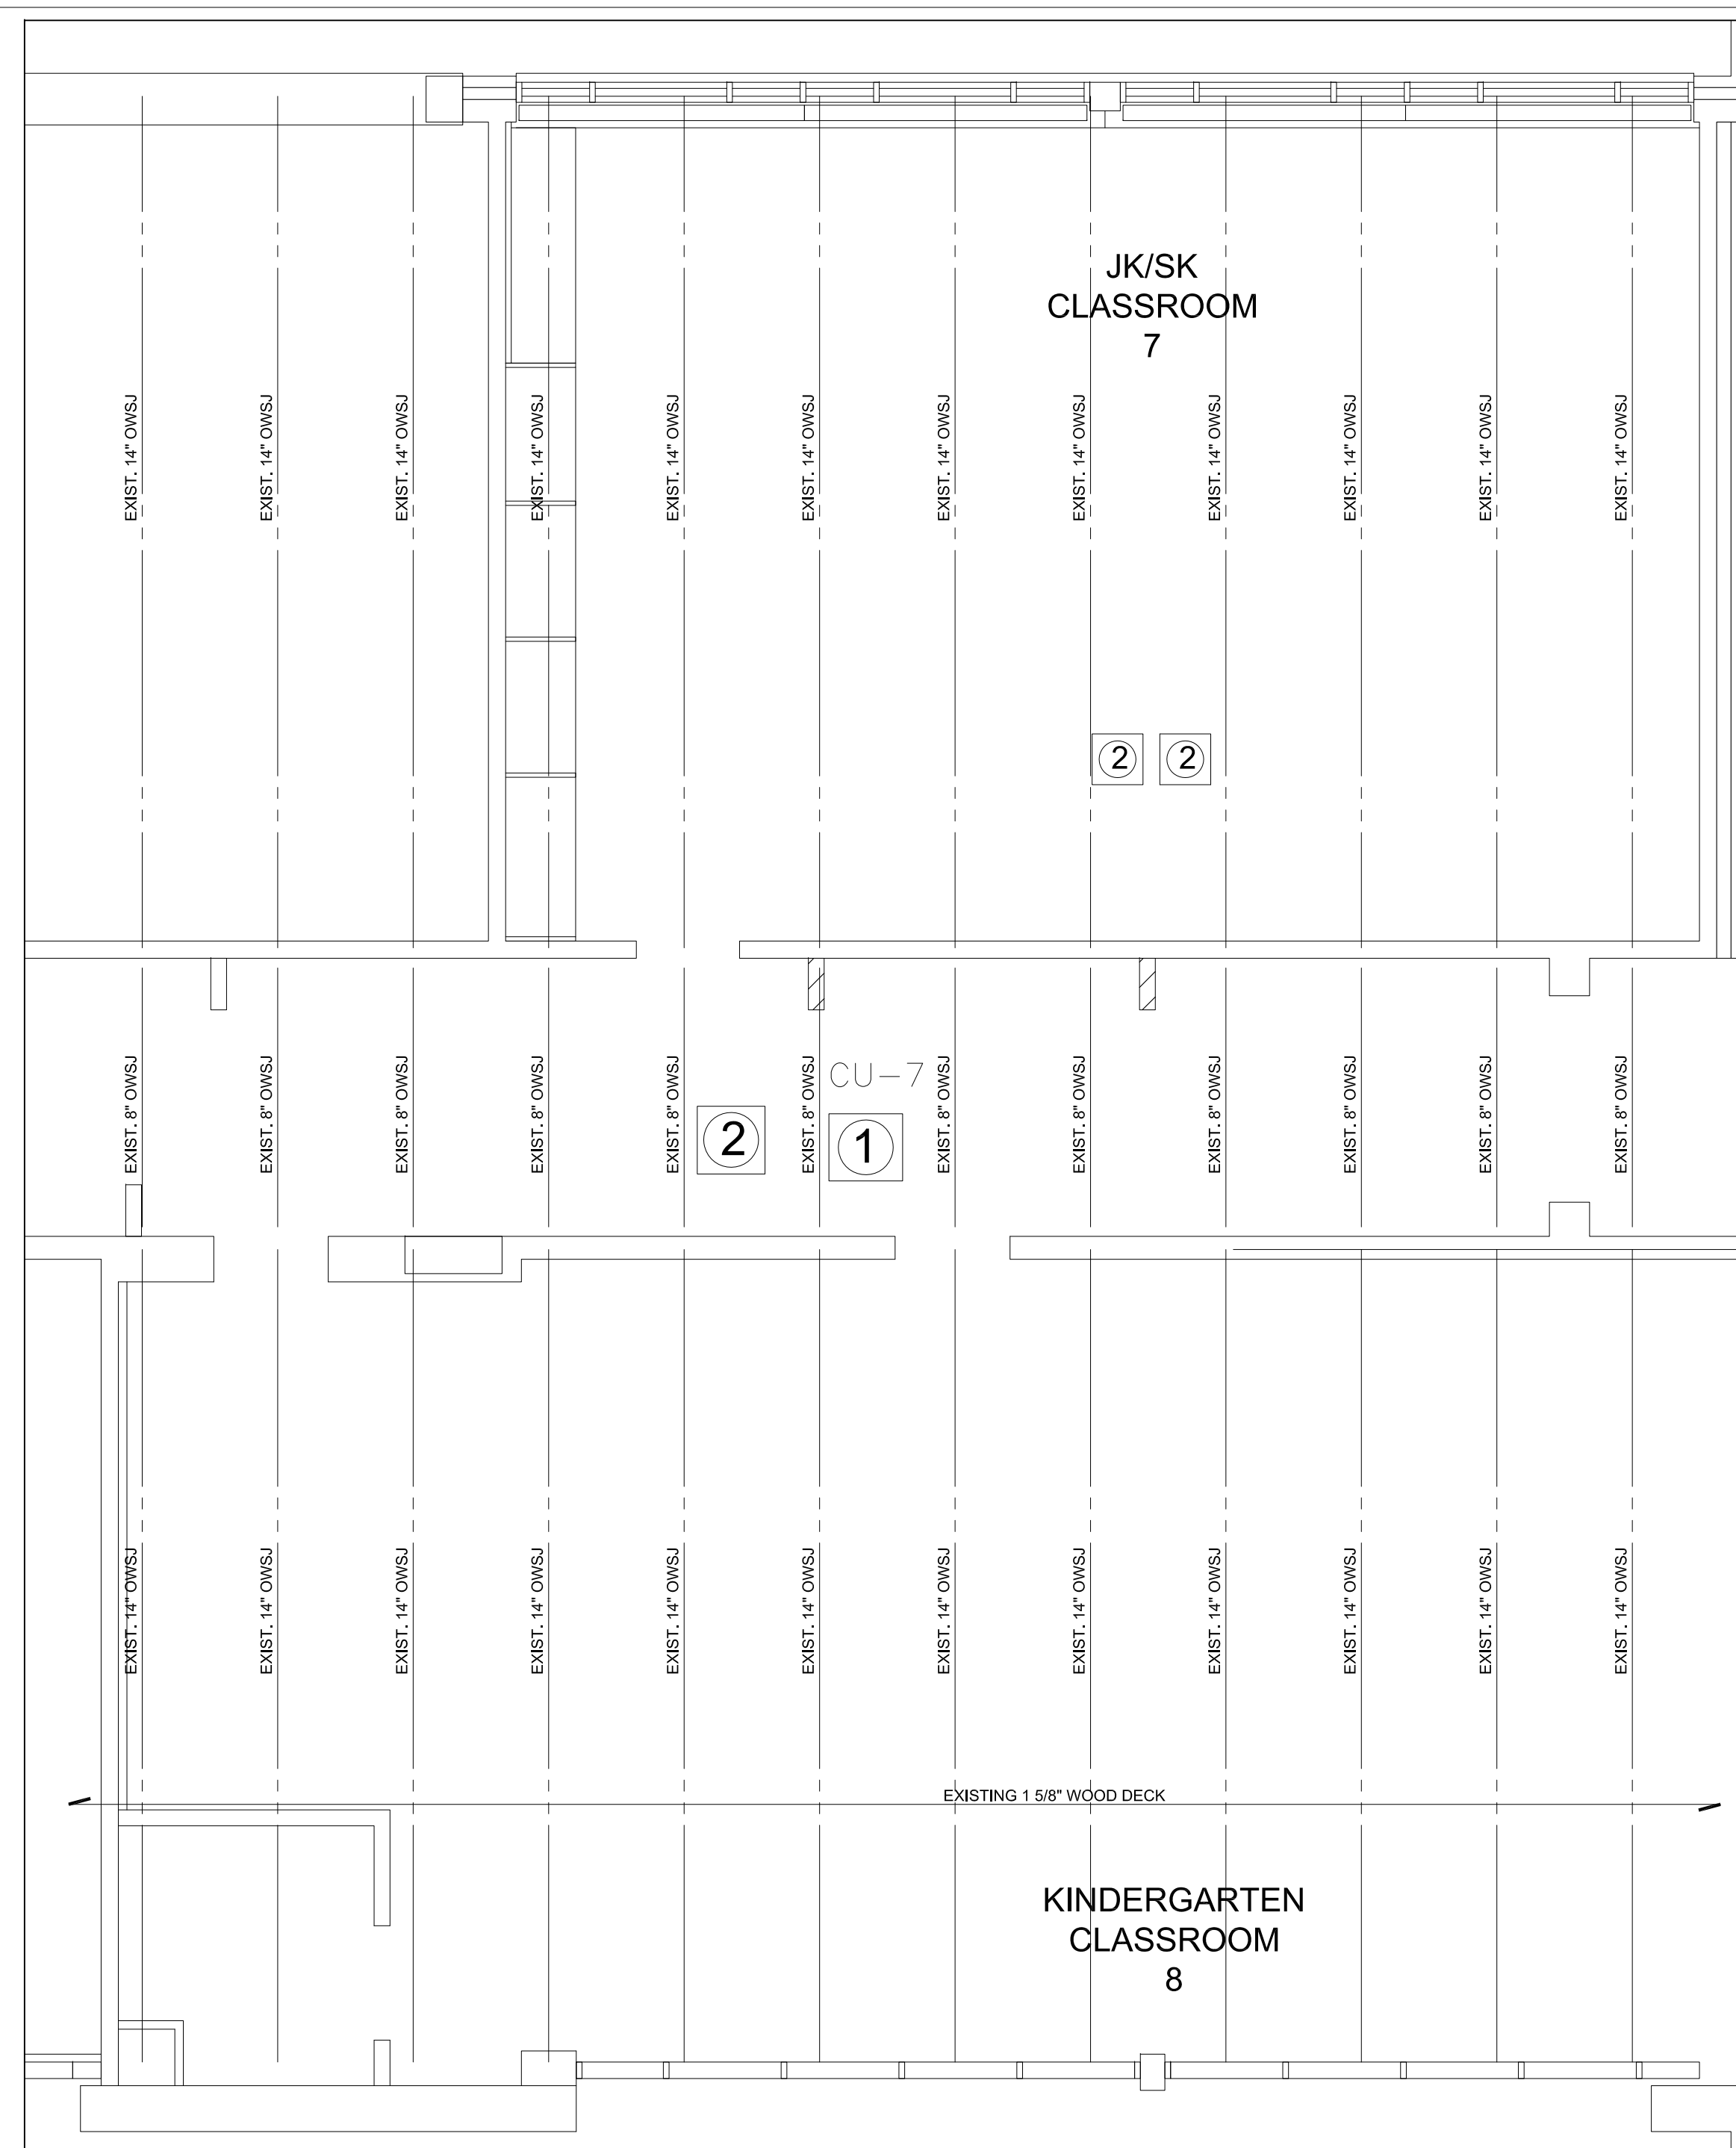 JK/SK
CLASSROOM
7
EXIST. 14" OWSJ
EXIST. 14" OWSJ
EXIST. 14" OWSJ
EXIST. 14" OWSJ
EXIST. 14" OWSJ
EXIST. 14" OWSJ
EXIST. 14" OWSJ
EXIST. 14" OWSJ
EXIST. 14" OWSJ
EXIST. 14" OWSJ
EXIST. 14" OWSJ
EXIST. 14" OWSJ
2
2
EXIST. 8" OWSJ
EXIST. 8" OWSJ
EXIST. 8" OWSJ
EXIST. 8" OWSJ
EXIST. 8" OWSJ
EXIST. 8" OWSJ
CU-7
EXIST. 8" OWSJ
EXIST. 8" OWSJ
EXIST. 8" OWSJ
EXIST. 8" OWSJ
EXIST. 8" OWSJ
EXIST. 8" OWSJ
2
1
EXIST. 14" OWSJ
EXIST. 14" OWSJ
EXIST. 14" OWSJ
EXIST. 14" OWSJ
EXIST. 14" OWSJ
EXIST. 14" OWSJ
EXIST. 14" OWSJ
EXIST. 14" OWSJ
EXIST. 14" OWSJ
EXIST. 14" OWSJ
EXIST. 14" OWSJ
EXIST. 14" OWSJ
EXISTING 1 5/8" WOOD DECK
KINDERGARTEN
CLASSROOM
8